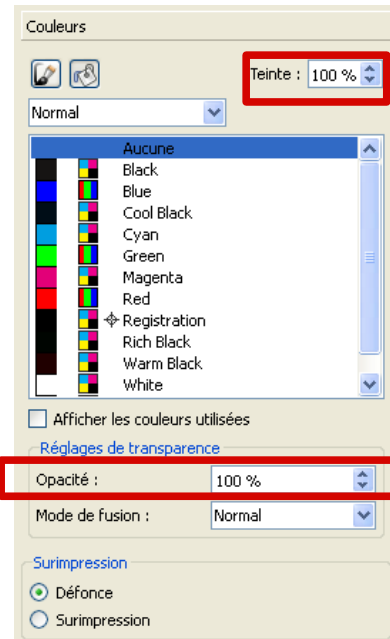 Couleurs
Teinte : 100 %
Normal
Aucune
Black
Blue
Cool Black
Cyan
Green
Magenta
Red
Registration
Rich Black
Warm Black
White
Afficher les couleurs utilisées
Réglages de transparence
Opacité : 100 %
Mode de fusion : Normal
Surimpression
Défonce
Surimpression